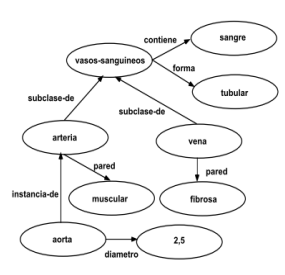 contiene
sangre
vasos-sanguíneos
forma
tubular
subclase-de
subclase-de
arteria
vena
pared
pared
instancia-de
muscular
fibrosa
aorta
2,5
diametro